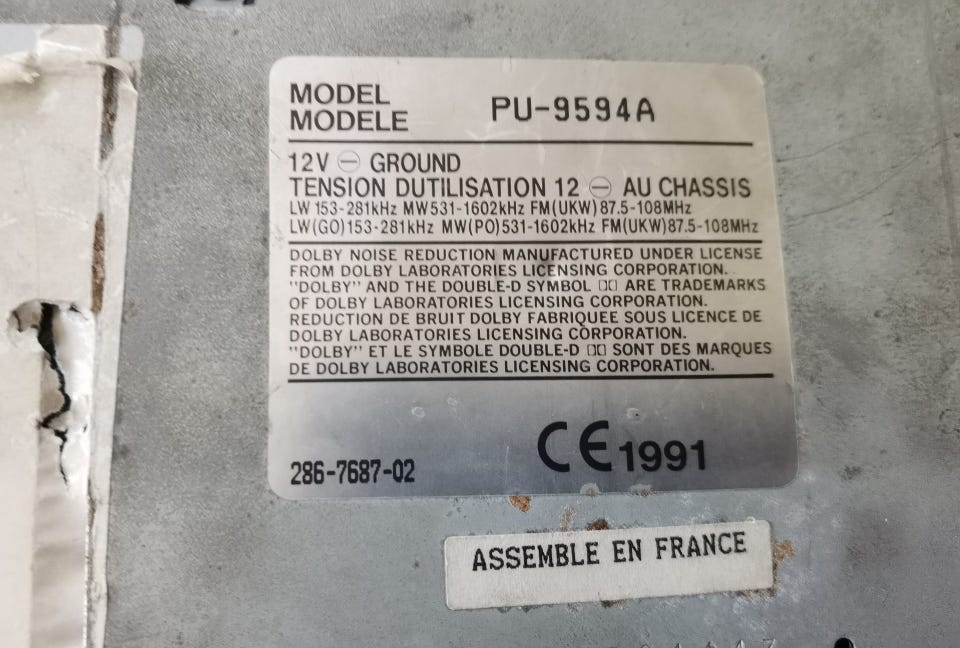 MODEL
MODELE PU-9594A
12V ⊖ GROUND
TENSION DUTILISATION 12 ⊖ AU CHASSIS
LW 153-281kHz MW531-1602kHz FM(UKW)87.5-108MHz
LW(GO)153-281kHz MW(PO)531-1602kHz FM(UKW)87.5-108MHz
DOLBY NOISE REDUCTION MANUFACTURED UNDER LICENSE
FROM DOLBY LABORATORIES LICENSING CORPORATION.
"DOLBY" AND THE DOUBLE-D SYMBOL ▯▯ ARE TRADEMARKS
OF DOLBY LABORATORIES LICENSING CORPORATION.
REDUCTION DE BRUIT DOLBY FABRIQUEE SOUS LICENCE DE
DOLBY LABORATORIES LICENSING CORPORATION.
"DOLBY" ET LE SYMBOLE DOUBLE-D ▯▯ SONT DES MARQUES
DE DOLBY LABORATORIES LICENSING CORPORATION.
CE 1991
286-7687-02
ASSEMBLE EN FRANCE